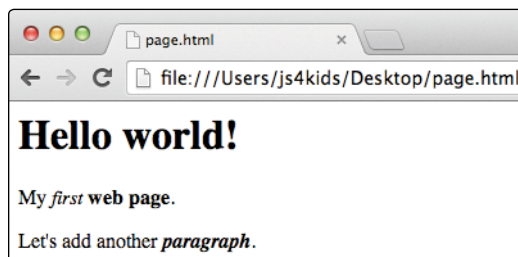 page.html
file:///Users/js4kids/Desktop/page.html
Hello world!
My first web page.
Let's add another paragraph.